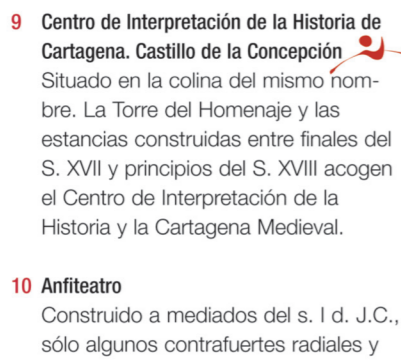 9 Centro de Interpretación de la Historia de
Cartagena. Castillo de la Concepción
Situado en la colina del mismo nom-
bre. La Torre del Homenaje y las
estancias construidas entre finales del
S. XVII y principios del S. XVIII acogen
el Centro de Interpretación de la
Historia y la Cartagena Medieval.
10 Anfiteatro
Construido a mediados del s. I d. J.C.,
sólo algunos contrafuertes radiales y